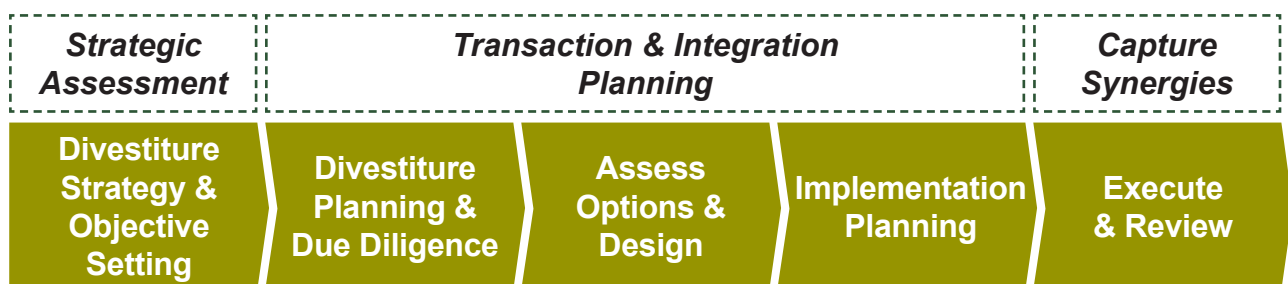 Strategic
Assessment
Transaction & Integration
Planning
Capture
Synergies
Divestiture
Strategy &
Objective
Setting
Divestiture
Planning &
Due Diligence
Assess
Options &
Design
Implementation
Planning
Execute
& Review